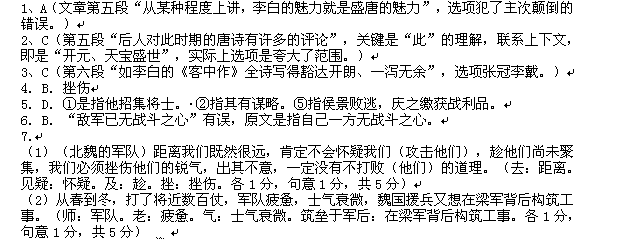 1、A(文章第五段“从某种程度上讲，李白的魅力就是盛唐的魅力”，选项犯了主次颠倒的
错误。)↵
2、C(第五段“后人对此时期的唐诗有许多的评论”，关键是“此”的理解，联系上下文，
即是“开元、天宝盛世”，实际上选项是夸大了范围。)↵
3、C(第六段“如李白的《客中作》全诗写得豁达开朗、一泻无余”，选项张冠李戴。)↵
4. B. 挫伤↵
5. D. ①是指他招集将士。·②指其有谋略。⑤指侯景败逃，庆之缴获战利品。↵
6. B. “敌军已无战斗之心”有误，原文是指自己一方无战斗之心。↵
7.↵
(1)(北魏的军队)距离我们既然很远，肯定不会怀疑我们(攻击他们)，趁他们尚未聚
集，我们必须挫伤他们的锐气，出其不意，一定没有不打败(他们)的道理。(去：距离。
见疑：怀疑。及：趁。挫：挫伤。各1分，句意1分，共5分)↵
(2)从春到冬，打了将近数百仗，军队疲惫，士气衰微，魏国援兵又想在梁军背后构筑工
事。(师：军队。老：疲惫。气：士气衰微。筑垒于军后：在梁军背后构筑工事。各1分，
句意1分，共5分)↵